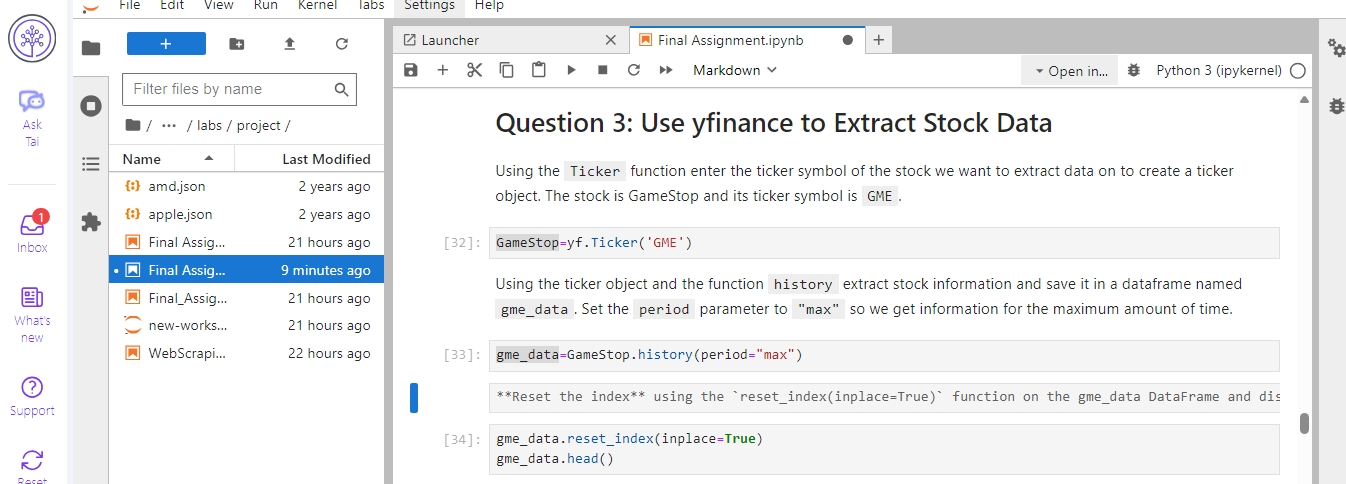 File Edit View Run Kernel Tabs Settings Help
Ask
Tai
1
Inbox
What's
new
Support
Reset
+
Filter files by name
/ ··· / labs / project /
Name Last Modified
amd.json 2 years ago
apple.json 2 years ago
Final Assig... 21 hours ago
Final Assig... 9 minutes ago
Final_Assig... 21 hours ago
new-works... 21 hours ago
WebScrapi... 22 hours ago
Launcher
Final Assignment.ipynb
Markdown
Open in...
Python 3 (ipykernel)
Question 3: Use yfinance to Extract Stock Data
Using the Ticker function enter the ticker symbol of the stock we want to extract data on to create a ticker
object. The stock is GameStop and its ticker symbol is GME .
[32]: GameStop=yf.Ticker('GME')
Using the ticker object and the function history extract stock information and save it in a dataframe named
gme_data . Set the period parameter to "max" so we get information for the maximum amount of time.
[33]: gme_data=GameStop.history(period="max")
**Reset the index** using the `reset_index(inplace=True)` function on the gme_data DataFrame and dis
[34]: gme_data.reset_index(inplace=True)
gme_data.head()